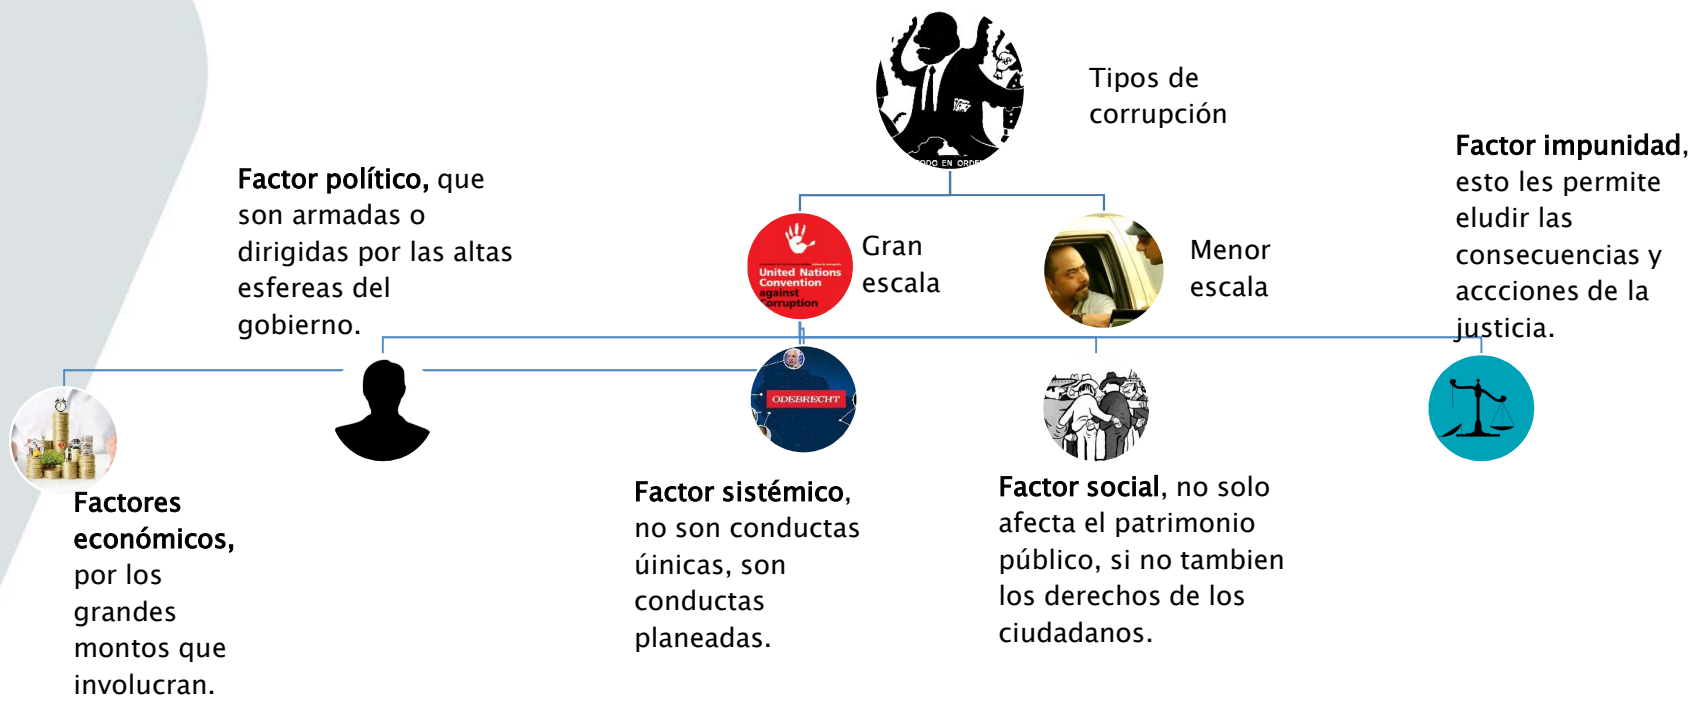 Tipos de
corrupción
TODO EN ORDEN
Gran
escala
United Nations
Convention
against
Corruption
Menor
escala
Factor político, que
son armadas o
dirigidas por las altas
esfereas del
gobierno.
Factor impunidad,
esto les permite
eludir las
consecuencias y
accciones de la
justicia.
ODEBRECHT
Factores
económicos,
por los
grandes
montos que
involucran.
Factor sistémico,
no son conductas
úinicas, son
conductas
planeadas.
Factor social, no solo
afecta el patrimonio
público, si no tambien
los derechos de los
ciudadanos.